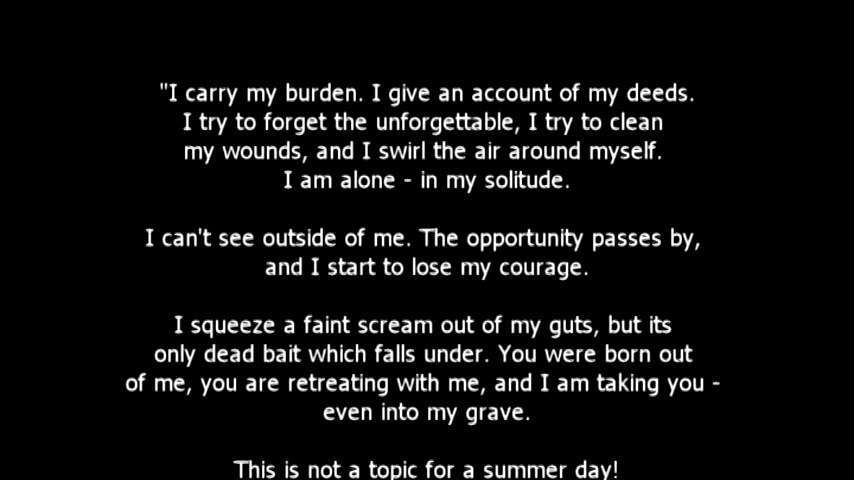 "I carry my burden. I give an account of my deeds.
I try to forget the unforgettable, I try to clean
my wounds, and I swirl the air around myself.
I am alone - in my solitude.
I can't see outside of me. The opportunity passes by,
and I start to lose my courage.
I squeeze a faint scream out of my guts, but its
only dead bait which falls under. You were born out
of me, you are retreating with me, and I am taking you -
even into my grave.
This is not a topic for a summer day!